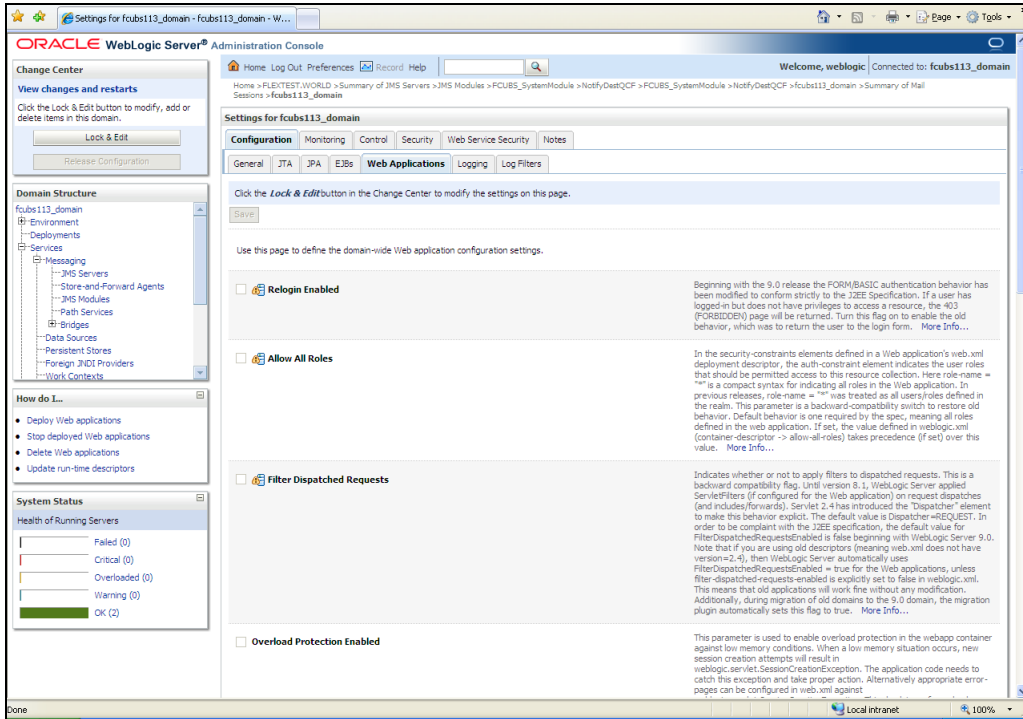 Settings for fcubs113_domain - fcubs113_domain - W...
Page
Tools
ORACLE WebLogic Server® Administration Console
Change Center
View changes and restarts
Click the Lock & Edit button to modify, add or
delete items in this domain.
Lock & Edit
Release Configuration
Domain Structure
fcubs113_domain
Environment
Deployments
Services
Messaging
JMS Servers
Store-and-Forward Agents
JMS Modules
Path Services
Bridges
Data Sources
Persistent Stores
Foreign JNDI Providers
Work Contexts
How do I...
Deploy Web applications
Stop deployed Web applications
Delete Web applications
Update run-time descriptors
System Status
Health of Running Servers
Failed (0)
Critical (0)
Overloaded (0)
Warning (0)
OK (2)
Home Log Out Preferences Record Help
Welcome, weblogic Connected to: fcubs113_domain
Home >FLEXTEST.WORLD >Summary of JMS Servers >JMS Modules >FCUBS_SystemModule >NotifyDestQCF >FCUBS_SystemModule >NotifyDestQCF >fcubs113_domain >Summary of Mail
Sessions >fcubs113_domain
Settings for fcubs113_domain
Configuration Monitoring Control Security Web Service Security Notes
General JTA JPA EJBs Web Applications Logging Log Filters
Click the Lock & Edit button in the Change Center to modify the settings on this page.
Save
Use this page to define the domain-wide Web application configuration settings.
Relogin Enabled
Beginning with the 9.0 release the FORM/BASIC authentication behavior has
been modified to conform strictly to the J2EE Specification. If a user has
logged-in but does not have privileges to access a resource, the 403
(FORBIDDEN) page will be returned. Turn this flag on to enable the old
behavior, which was to return the user to the login form. More Info...
Allow All Roles
In the security-constraints elements defined in a Web application's web.xml
deployment descriptor, the auth-constraint element indicates the user roles
that should be permitted access to this resource collection. Here role-name =
"*" is a compact syntax for indicating all roles in the Web application. In
previous releases, role-name = "*" was treated as all users/roles defined in
the realm. This parameter is a backward-compatibility switch to restore old
behavior. Default behavior is one required by the spec, meaning all roles
defined in the web application. If set, the value defined in weblogic.xml
(container-descriptor -> allow-all-roles) takes precedence (if set) over this
value. More Info...
Filter Dispatched Requests
Indicates whether or not to apply filters to dispatched requests. This is a
backward compatibility flag. Until version 8.1, WebLogic Server applied
ServletFilters (if configured for the Web application) on request dispatches
(and includes/forwards). Servlet 2.4 has introduced the "Dispatcher" element
to make this behavior explicit. The default value is Dispatcher=REQUEST. In
order to be complaint with the J2EE specification, the default value for
FilterDispatchedRequestsEnabled is false beginning with WebLogic Server 9.0.
Note that if you are using old descriptors (meaning web.xml does not have
version=2.4), then WebLogic Server automatically uses
FilterDispatchedRequestsEnabled = true for the Web applications, unless
filter-dispatched-requests-enabled is explicitly set to false in weblogic.xml.
This means that old applications will work fine without any modification.
Additionally, during migration of old domains to the 9.0 domain, the migration
plugin automatically sets this flag to true. More Info...
Overload Protection Enabled
This parameter is used to enable overload protection in the webapp container
against low memory conditions. When a low memory situation occurs, new
session creation attempts will result in
weblogic.servlet.SessionCreationException. The application code needs to
catch this exception and take proper action. Alternatively appropriate error-
pages can be configured in web.xml against
Done
Local intranet
100%